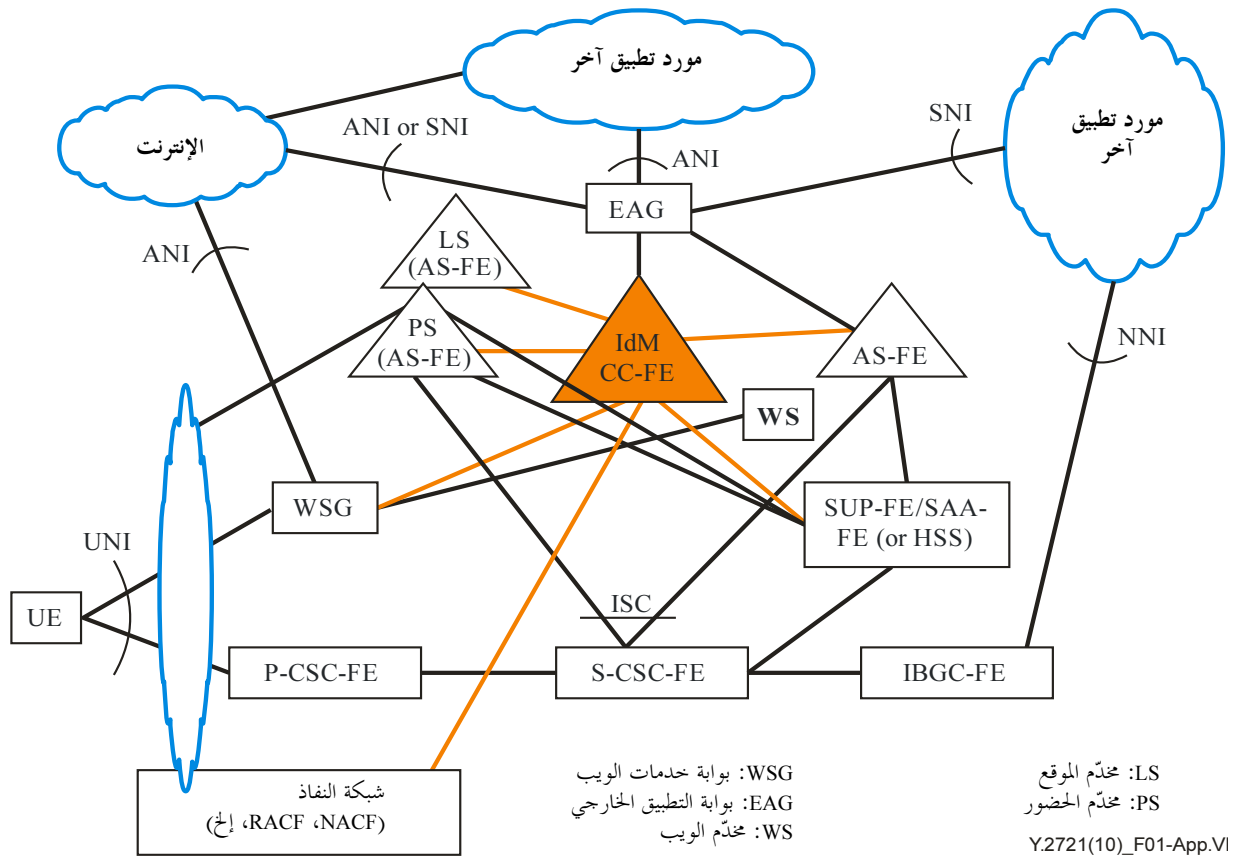 مورد تطبيق آخر
الإنترنت
ANI or SNI
ANI
SNI
مورد تطبيق
آخر
EAG
ANI
LS
(AS-FE)
PS
(AS-FE)
IdM
CC-FE
AS-FE
NNI
WS
WSG
SUP-FE/SAA-
FE (or HSS)
UNI
UE
ISC
P-CSC-FE
S-CSC-FE
IBGC-FE
شبكة النفاذ
(RACF ،NACF، إلخ)
WSG: بوابة خدمات الويب
EAG: بوابة التطبيق الخارجي
WS: مخدّم الويب
LS: مخدّم الموقع
PS: مخدّم الحضور
Y.2721(10)_F01-App.VI